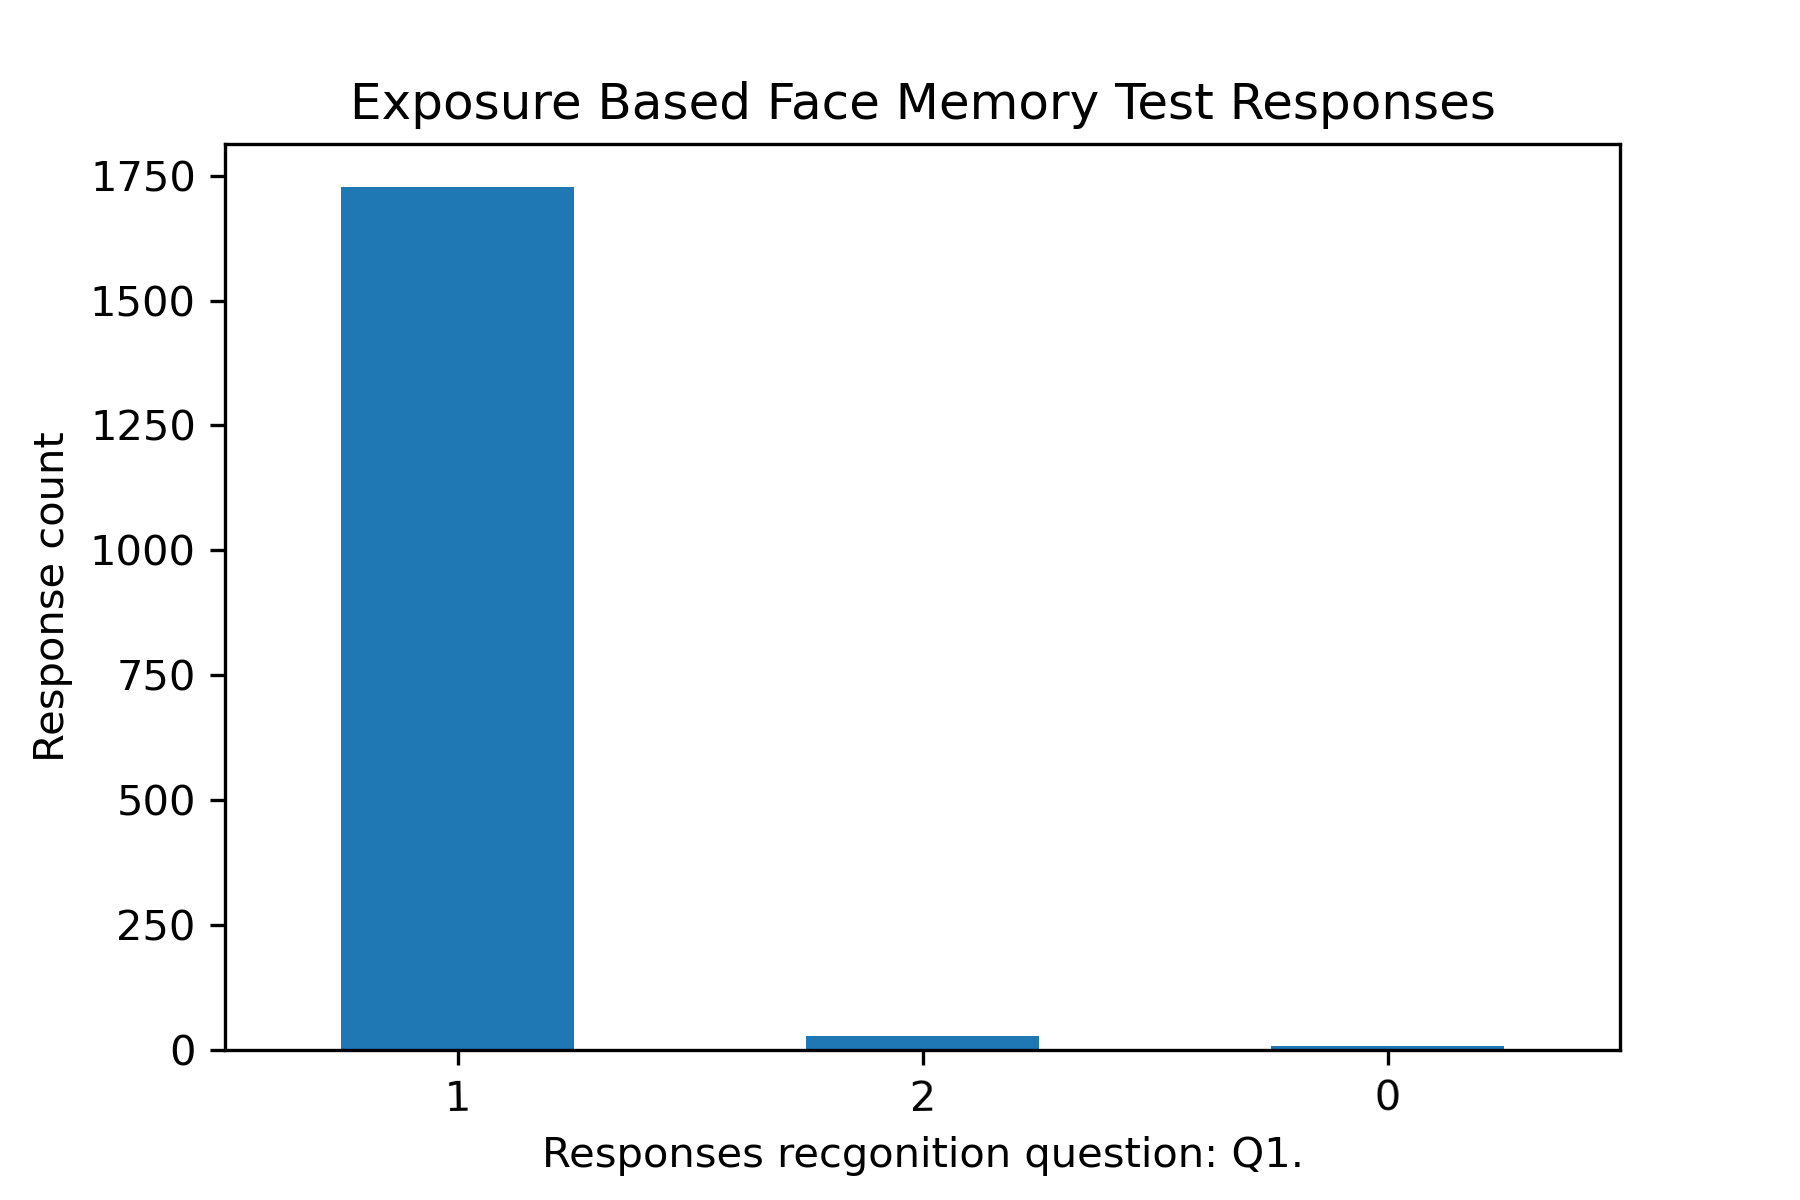 Exposure Based Face Memory Test Responses
1750
1500
1250
1000
750
500
250
0
Response count
1 2 0
Responses recgonition question: Q1.